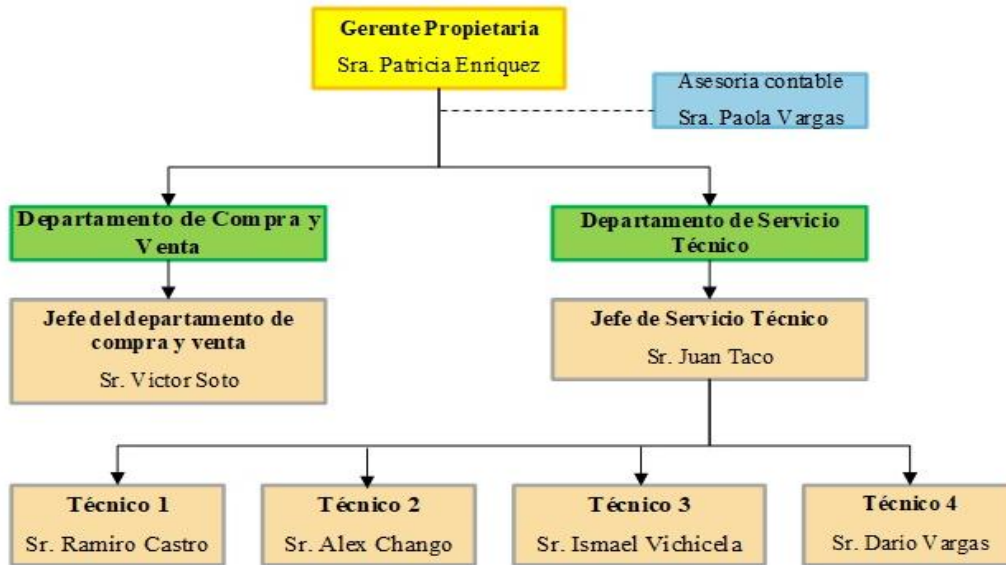 Gerente Propietaria
Sra. Patricia Enriquez
Asesoria contable
Sra. Paola Vargas
Departamento de Compra y
Venta
Departamento de Servicio
Técnico
Jefe del departamento de
compra y venta
Sr. Victor Soto
Jefe de Servicio Técnico
Sr. Juan Taco
Técnico 1
Sr. Ramiro Castro
Técnico 2
Sr. Alex Chango
Técnico 3
Sr. Ismael Vichicela
Técnico 4
Sr. Dario Vargas